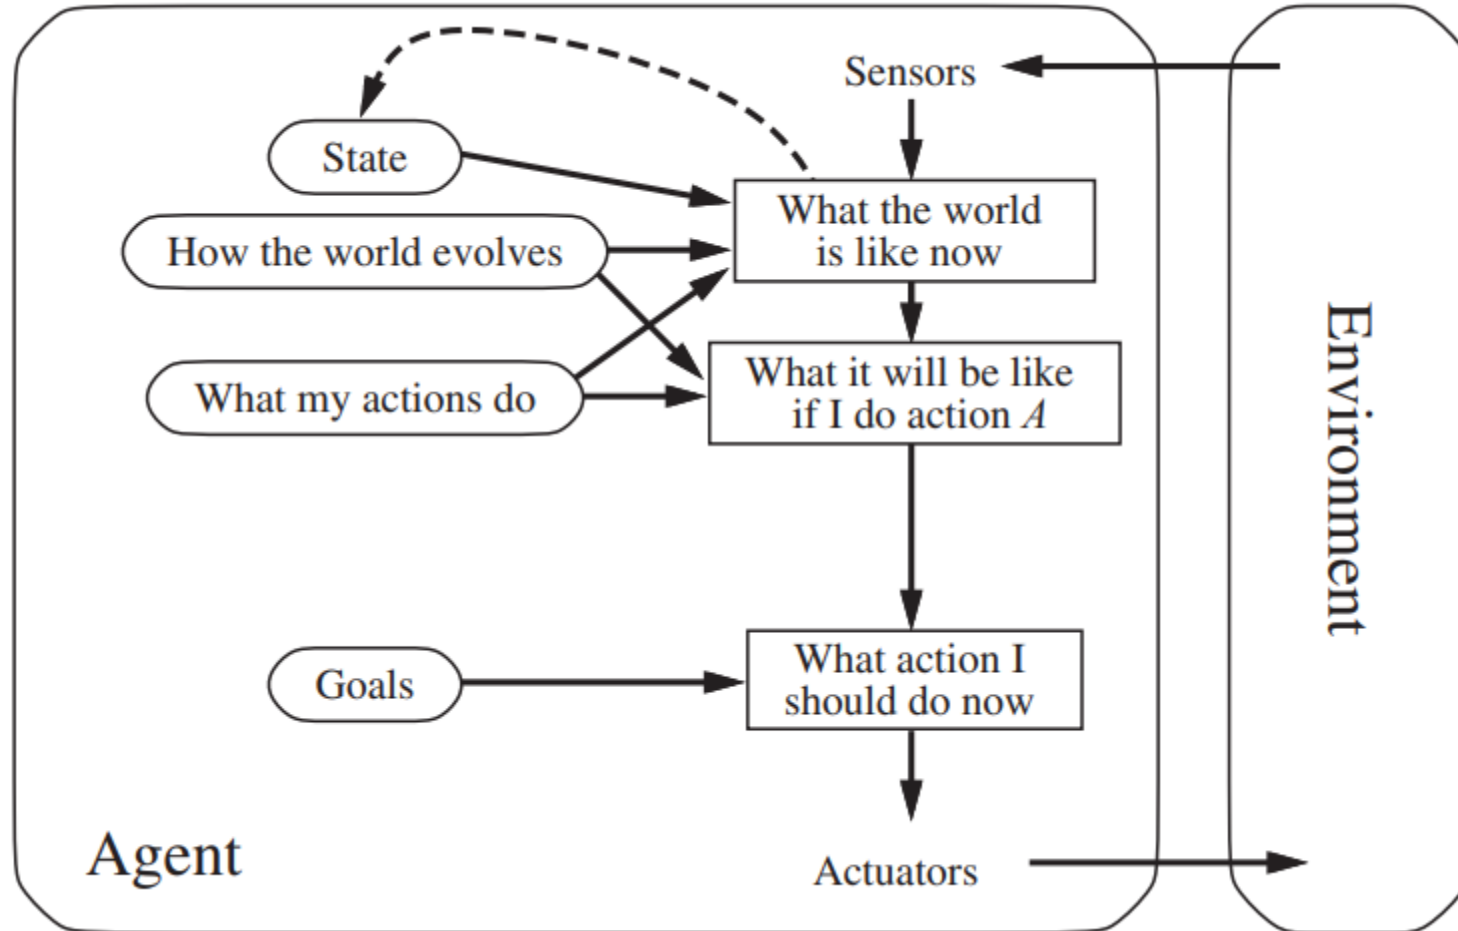 Sensors
State
What the world
is like now
How the world evolves
What it will be like
if I do action A
What my actions do
Environment
What action I
should do now
Goals
Agent
Actuators